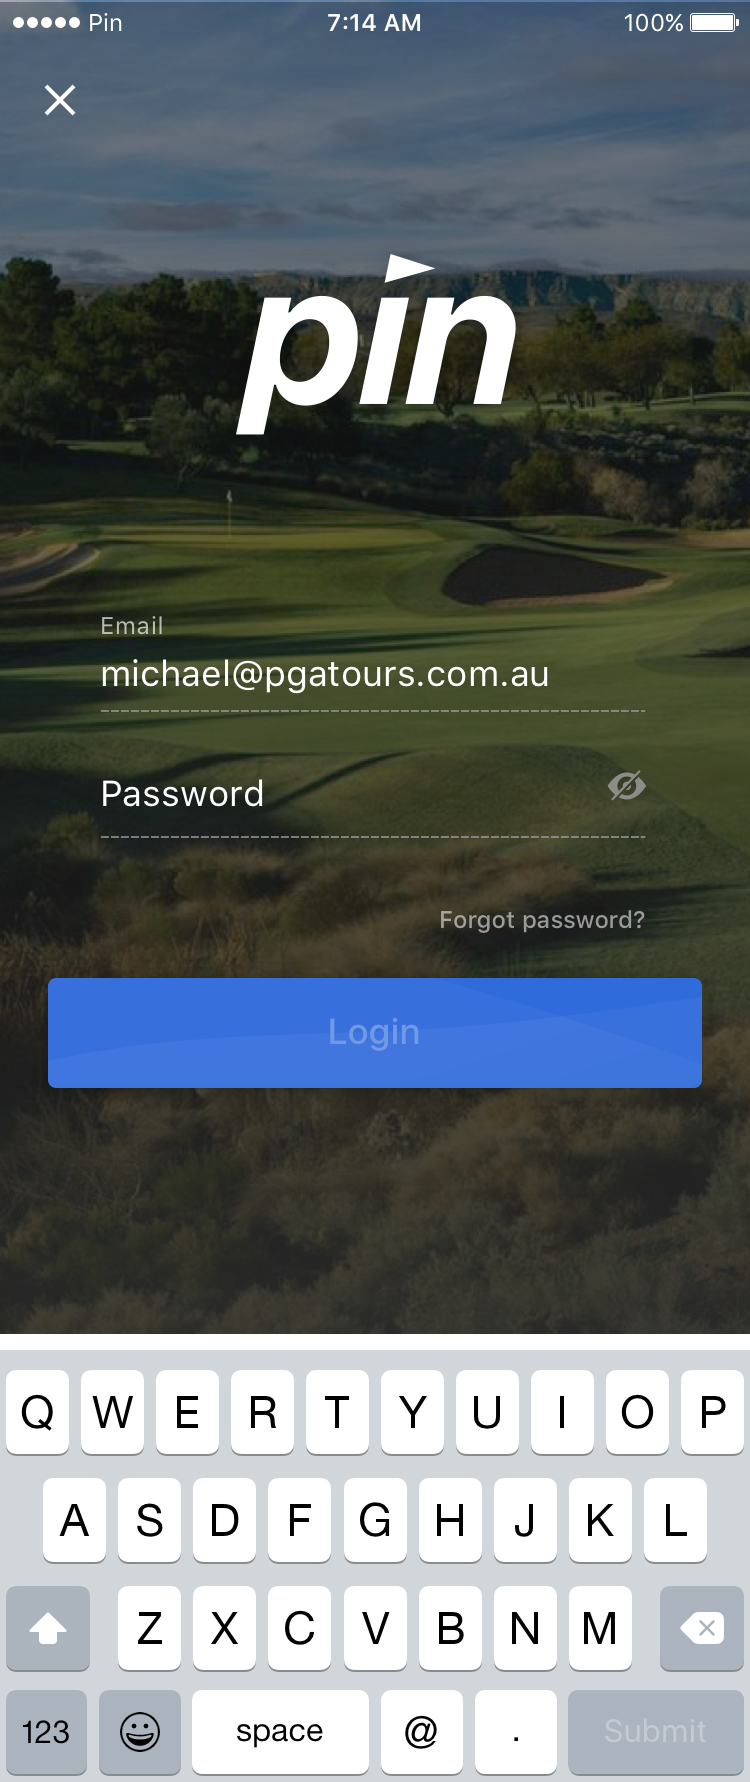 Pin 7:14 AM 100%
pin
Email
michael@pgatours.com.au
Password
Forgot password?
Login
Q W E R T Y U I O P
A S D F G H J K L
Z X C V B N M
123 space @ . Submit